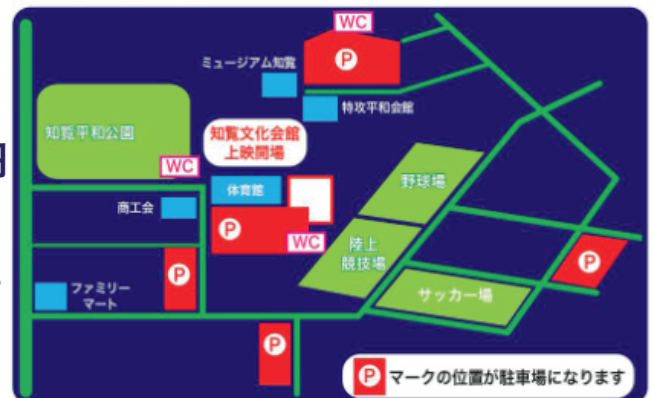 WC
P
ミュージアム知覧
特攻平和会館
知覧平和公園
知覧文化会館
上映開場
WC
体育館
野球場
商工会
P
WC
陸上
競技場
P
P
ファミリー
マート
サッカー場
P
P マークの位置が駐車場になります